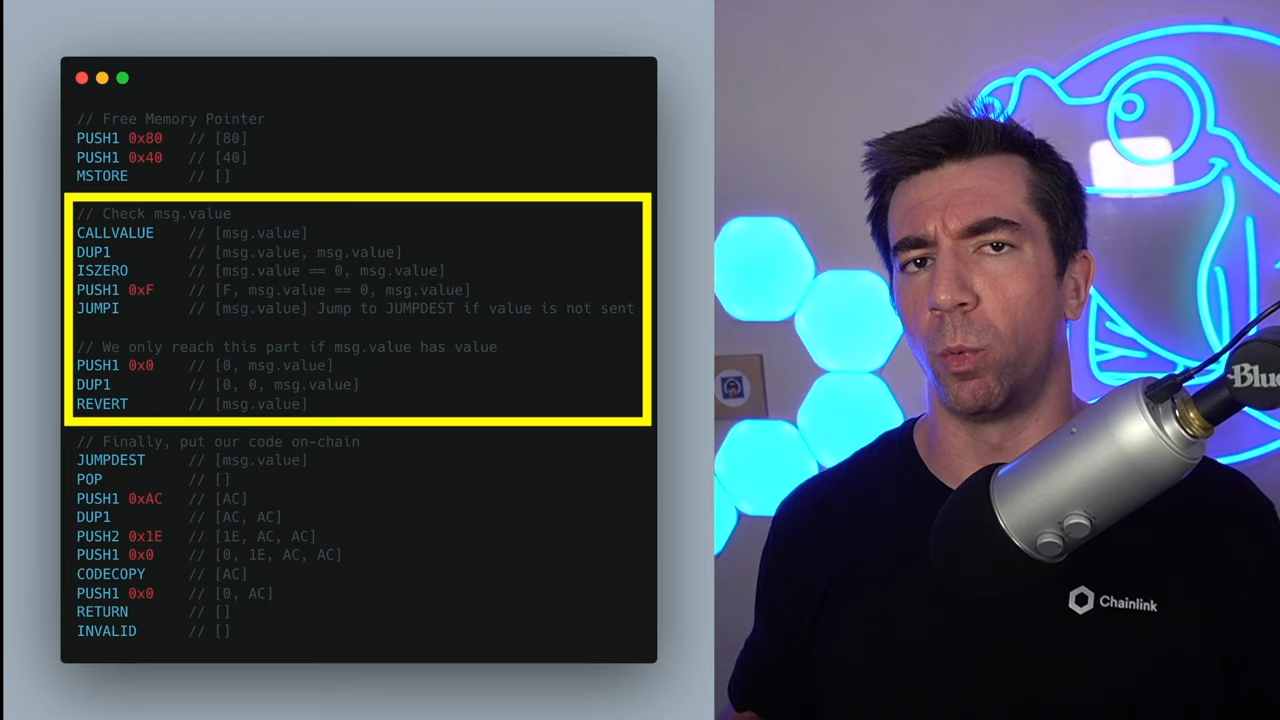 // Free Memory Pointer
PUSH1 0x80 // [80]
PUSH1 0x40 // [40]
MSTORE // []
// Check msg.value
CALLVALUE // [msg.value]
DUP1 // [msg.value, msg.value]
ISZERO // [msg.value == 0, msg.value]
PUSH1 0xF // [F, msg.value == 0, msg.value]
JUMPI // [msg.value] Jump to JUMPDEST if value is not sent
// We only reach this part if msg.value has value
PUSH1 0x0 // [0, msg.value]
DUP1 // [0, 0, msg.value]
REVERT // [msg.value]
// Finally, put our code on-chain
JUMPDEST // [msg.value]
POP // []
PUSH1 0xAC // [AC]
DUP1 // [AC, AC]
PUSH2 0x1E // [1E, AC, AC]
PUSH1 0x0 // [0, 1E, AC, AC]
CODECOPY // [AC]
PUSH1 0x0 // [0, AC]
RETURN // []
INVALID // []
Blue
Chainlink